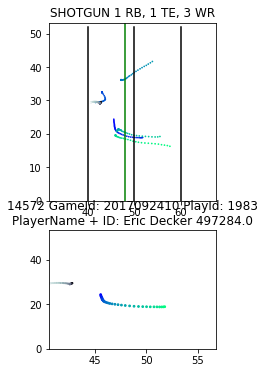 SHOTGUN 1 RB, 1 TE, 3 WR
50
40
30
20
10
0
40 50 60
14572 GameId: 2017092410 PlayId: 1983
PlayerName + ID: Eric Decker 497284.0
40
20
0
45 50 55